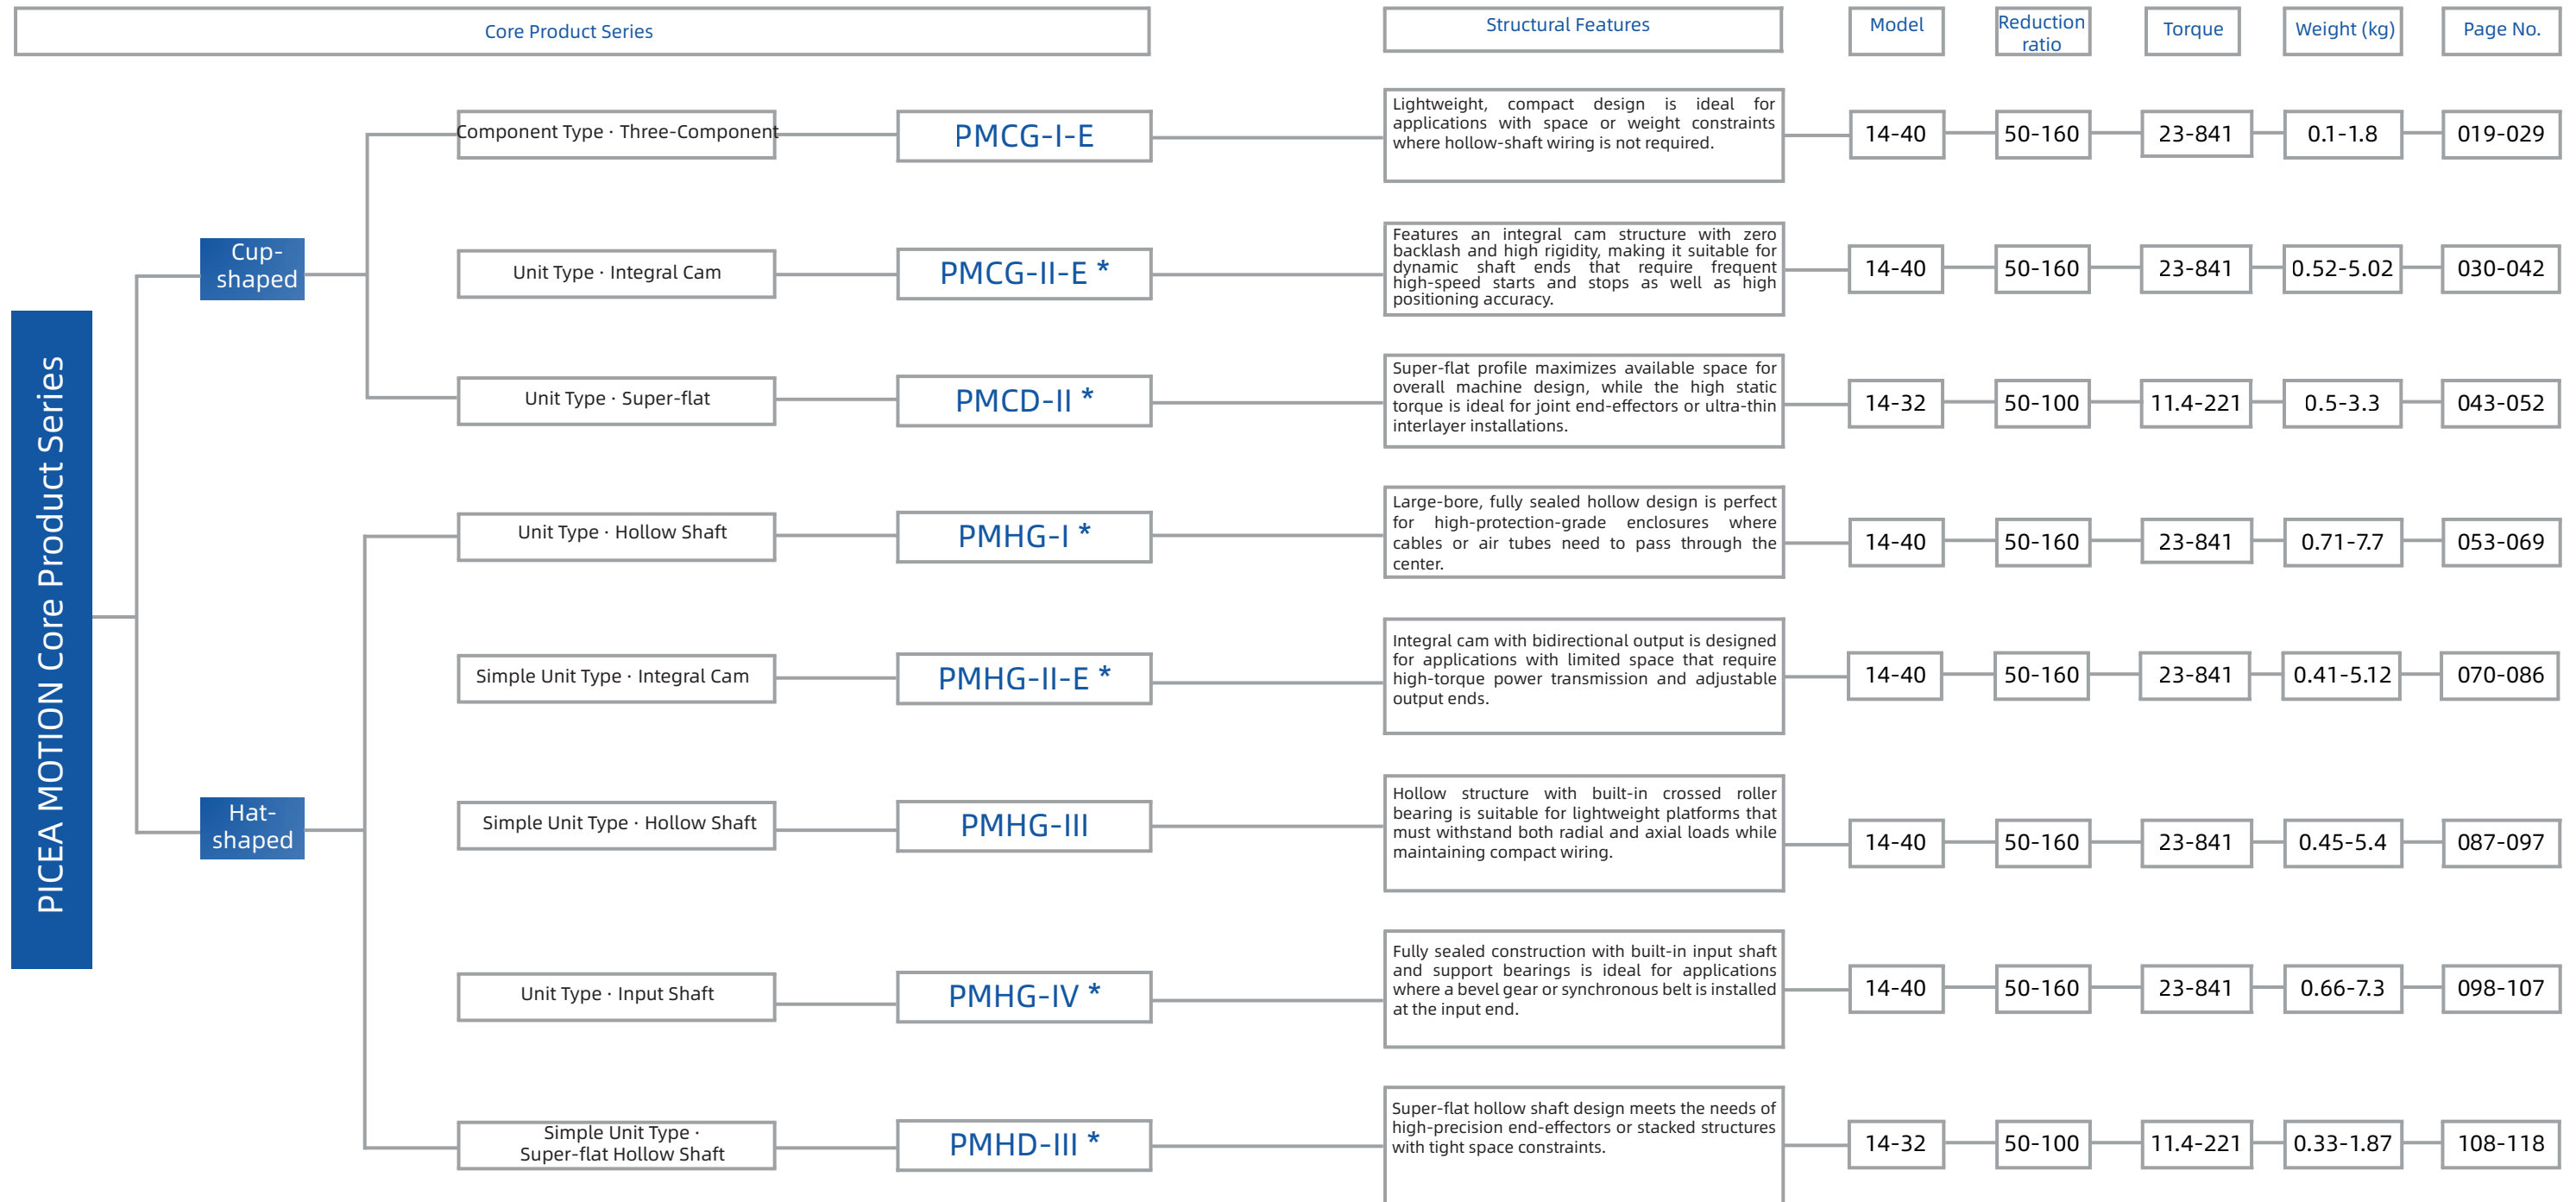 Core Product Series
Structural Features
Model
Reduction
ratio
Torque
Weight (kg)
Page No.
PICEA MOTION Core Product Series
Cup-
shaped
Component Type · Three-Component
PMCG-I-E
Lightweight, compact design is ideal for
applications with space or weight constraints
where hollow-shaft wiring is not required.
14-40
50-160
23-841
0.1-1.8
019-029
Unit Type · Integral Cam
PMCG-II-E *
Features an integral cam structure with zero
backlash and high rigidity, making it suitable for
dynamic shaft ends that require frequent
high-speed starts and stops as well as high
positioning accuracy.
14-40
50-160
23-841
0.52-5.02
030-042
Unit Type · Super-flat
PMCD-II *
Super-flat profile maximizes available space for
overall machine design, while the high static
torque is ideal for joint end-effectors or ultra-thin
interlayer installations.
14-32
50-100
11.4-221
0.5-3.3
043-052
Hat-
shaped
Unit Type · Hollow Shaft
PMHG-I *
Large-bore, fully sealed hollow design is perfect
for high-protection-grade enclosures where
cables or air tubes need to pass through the
center.
14-40
50-160
23-841
0.71-7.7
053-069
Simple Unit Type · Integral Cam
PMHG-II-E *
Integral cam with bidirectional output is designed
for applications with limited space that require
high-torque power transmission and adjustable
output ends.
14-40
50-160
23-841
0.41-5.12
070-086
Simple Unit Type · Hollow Shaft
PMHG-III
Hollow structure with built-in crossed roller
bearing is suitable for lightweight platforms that
must withstand both radial and axial loads while
maintaining compact wiring.
14-40
50-160
23-841
0.45-5.4
087-097
Unit Type · Input Shaft
PMHG-IV *
Fully sealed construction with built-in input shaft
and support bearings is ideal for applications
where a bevel gear or synchronous belt is installed
at the input end.
14-40
50-160
23-841
0.66-7.3
098-107
Simple Unit Type ·
Super-flat Hollow Shaft
PMHD-III *
Super-flat hollow shaft design meets the needs of
high-precision end-effectors or stacked structures
with tight space constraints.
14-32
50-100
11.4-221
0.33-1.87
108-118